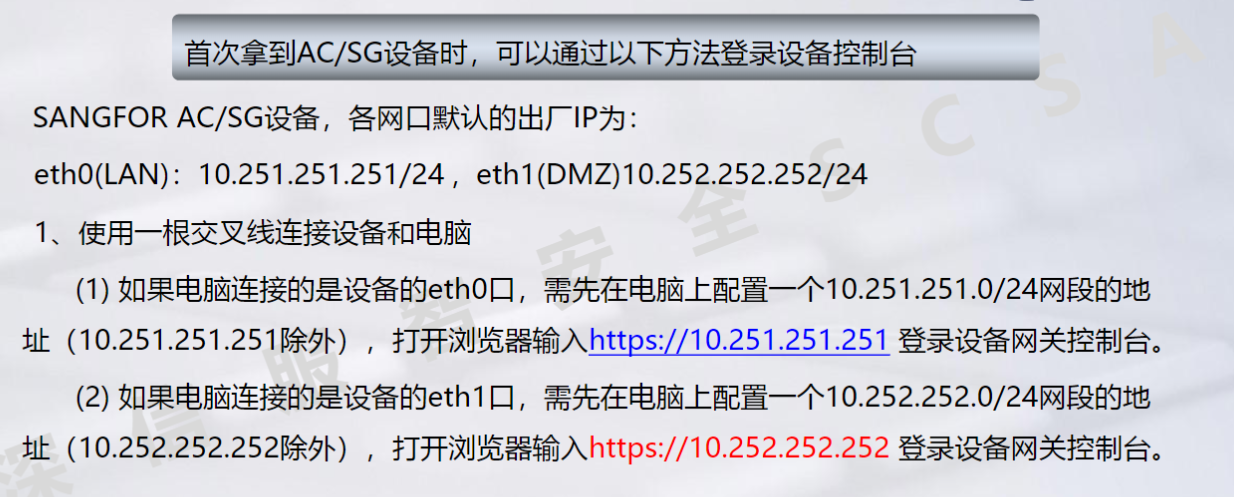 首次拿到AC/SG设备时，可以通过以下方法登录设备控制台
SANGFOR AC/SG设备，各网口默认的出厂IP为：
eth0(LAN)：10.251.251.251/24 ，eth1(DMZ)10.252.252.252/24
1、使用一根交叉线连接设备和电脑
(1) 如果电脑连接的是设备的eth0口，需先在电脑上配置一个10.251.251.0/24网段的地
址（10.251.251.251除外），打开浏览器输入https://10.251.251.251 登录设备网关控制台。
(2) 如果电脑连接的是设备的eth1口，需先在电脑上配置一个10.252.252.0/24网段的地
址（10.252.252.252除外），打开浏览器输入https://10.252.252.252 登录设备网关控制台。
深信服智安全SCSA